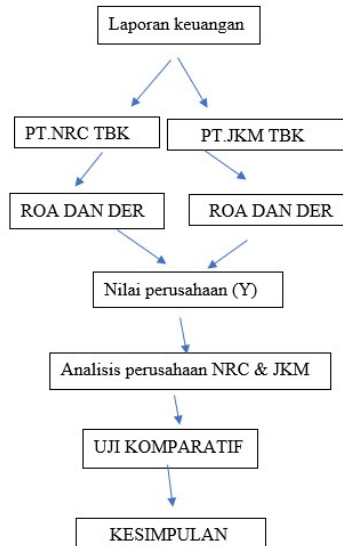 Laporan keuangan
PT.NRC TBK
PT.JKM TBK
ROA DAN DER
ROA DAN DER
Nilai perusahaan (Y)
Analisis perusahaan NRC & JKM
UJI KOMPARATIF
KESIMPULAN